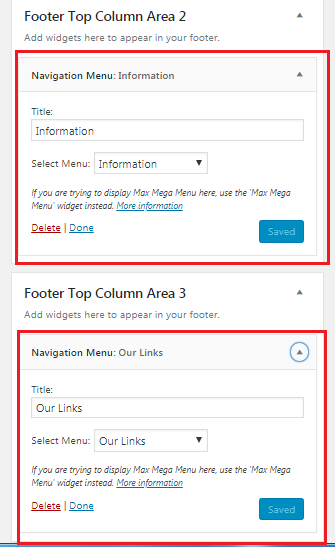 Footer Top Column Area 2
Add widgets here to appear in your footer.
Navigation Menu: Information
Title:
Information
Select Menu: Information
If you are trying to display Max Mega Menu here, use the 'Max Mega
Menu' widget instead. More information
Delete | Done Saved
Footer Top Column Area 3
Add widgets here to appear in your footer.
Navigation Menu: Our Links
Title:
Our Links
Select Menu: Our Links
If you are trying to display Max Mega Menu here, use the 'Max Mega
Menu' widget instead. More information
Delete | Done Saved